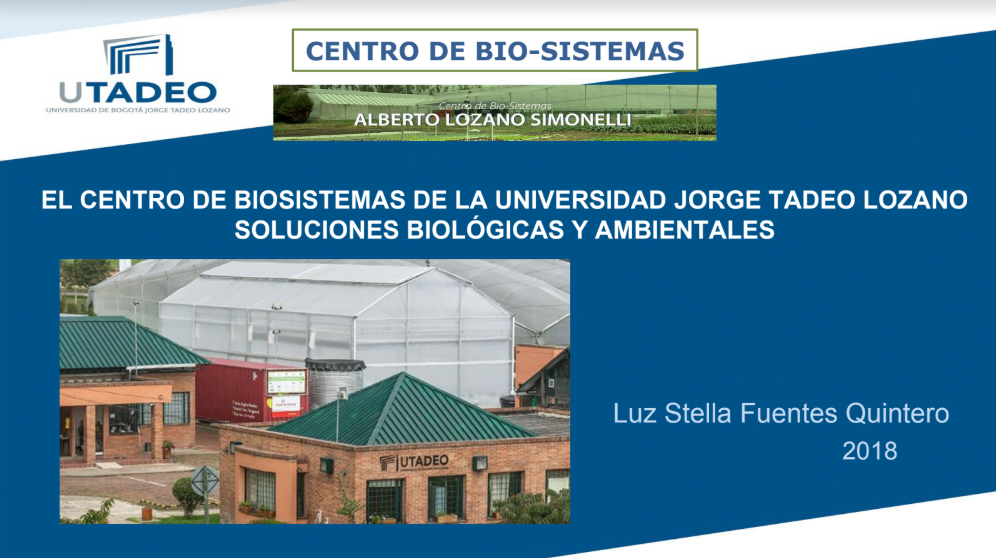 UTADEO
UNIVERSIDAD DE BOGOTÁ JORGE TADEO LOZANO
CENTRO DE BIO-SISTEMAS
Centro de Bio-Sistemas
ALBERTO LOZANO SIMONELLI
EL CENTRO DE BIOSISTEMAS DE LA UNIVERSIDAD JORGE TADEO LOZANO
SOLUCIONES BIOLÓGICAS Y AMBIENTALES
UTADEO
Luz Stella Fuentes Quintero
2018